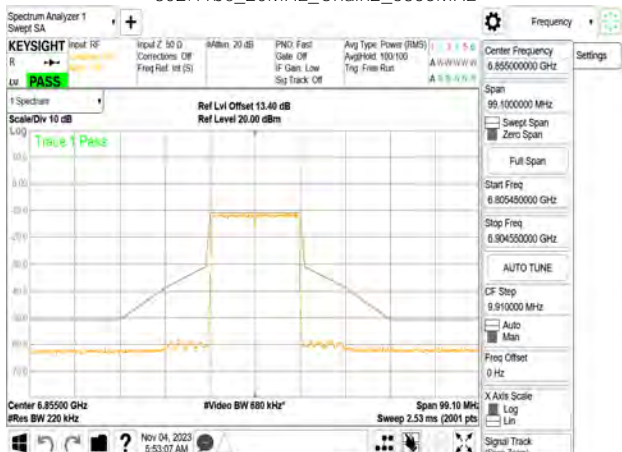 Spectrum Analyzer 1
Swept SA
+
Frequency
KEYSIGHT
Input: RF
Input Z: 50 Ω
#Atten: 20 dB
PNO: Fast
Avg Type: Power (RMS)
Center Frequency
Settings
R
Corrections: Off
Gate: Off
Avg|Hold: 100/100
6.855000000 GHz
Freq Ref: Int (S)
IF Gain: Low
Trig: Free Run
LV
PASS
Sig Track: Off
Span
99.1000000 MHz
1 Spectrum
Ref Lvl Offset 13.40 dB
Scale/Div 10 dB
Ref Level 20.00 dBm
Swept Span
Zero Span
Log
Trace 1 Pass
Full Span
Start Freq
6.805450000 GHz
Stop Freq
6.904550000 GHz
AUTO TUNE
CF Step
9.910000 MHz
Auto
Man
Freq Offset
0 Hz
X Axis Scale
Log
Lin
Center 6.85500 GHz
#Video BW 680 kHz*
Span 99.10 MHz
#Res BW 220 kHz
Sweep 2.53 ms (2001 pts)
Signal Track
Nov 04, 2023
5:53:07 AM